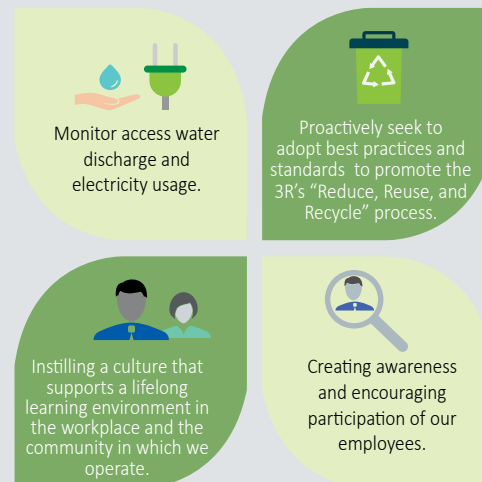 Monitor access water
discharge and
electricity usage.
Proactively seek to
adopt best practices and
standards to promote the
3R's “Reduce, Reuse, and
Recycle” process.
Instilling a culture that
supports a lifelong
learning environment in
the workplace and the
community in which we
operate.
Creating awareness
and encouraging
participation of our
employees.